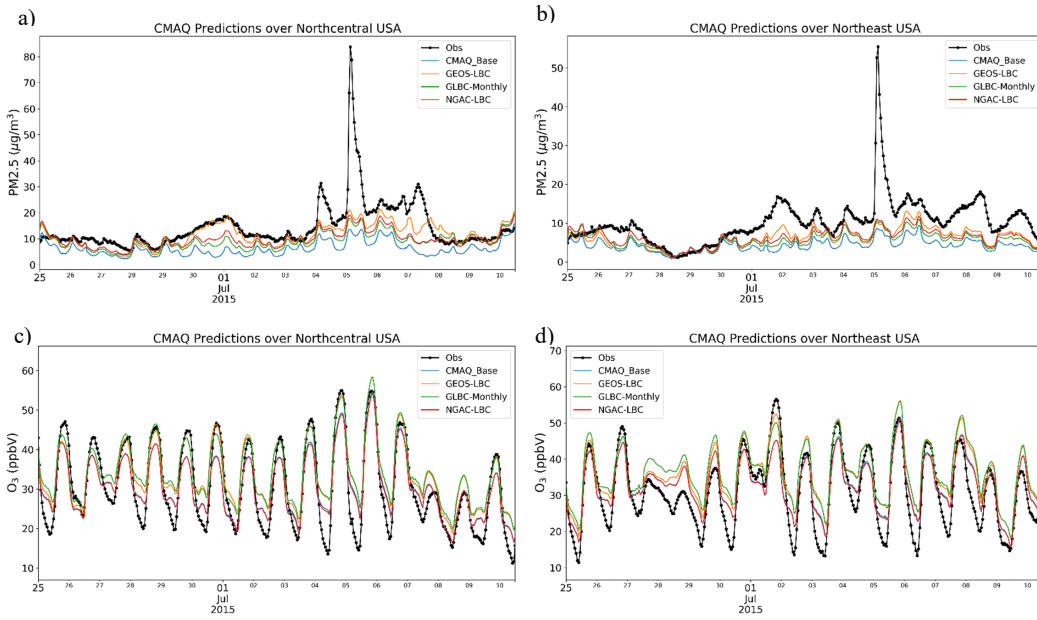 a)
CMAQ Predictions over Northcentral USA
PM2.5 (μg/m³)
80
70
60
50
40
30
20
10
0
Obs
CMAQ_Base
GEOS-LBC
GLBC-Monthly
NGAC-LBC
25 26 27 28 29 30 01 02 03 04 05 06 07 08 09 10
Jul
2015
b)
CMAQ Predictions over Northeast USA
PM2.5 (μg/m³)
50
40
30
20
10
0
Obs
CMAQ_Base
GEOS-LBC
GLBC-Monthly
NGAC-LBC
25 26 27 28 29 30 01 02 03 04 05 06 07 08 09 10
Jul
2015
c)
CMAQ Predictions over Northcentral USA
O₃ (ppbV)
60
50
40
30
20
10
Obs
CMAQ_Base
GEOS-LBC
GLBC-Monthly
NGAC-LBC
25 26 27 28 29 30 01 02 03 04 05 06 07 08 09 10
Jul
2015
d)
CMAQ Predictions over Northeast USA
O₃ (ppbV)
70
60
50
40
30
20
10
Obs
CMAQ_Base
GEOS-LBC
GLBC-Monthly
NGAC-LBC
25 26 27 28 29 30 01 02 03 04 05 06 07 08 09 10
Jul
2015